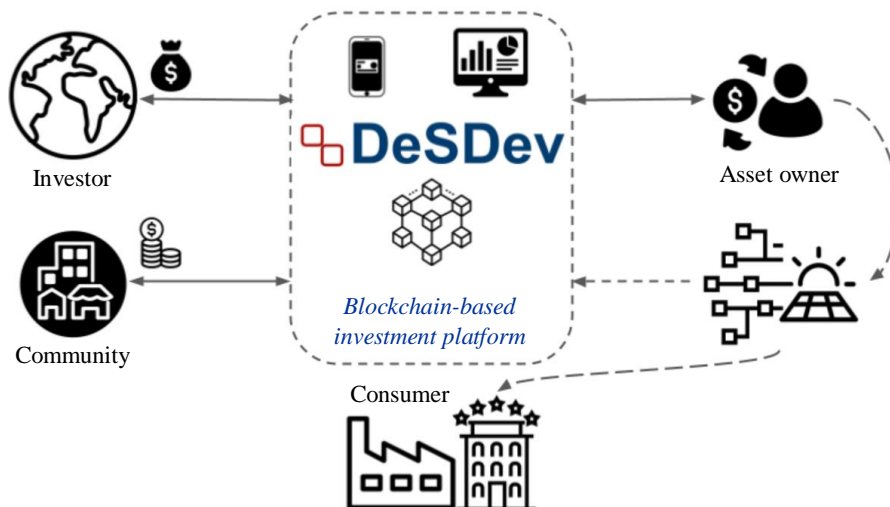 $
DeSDev
$
Investor
Asset owner
$
Community
Blockchain-based
investment platform
Consumer